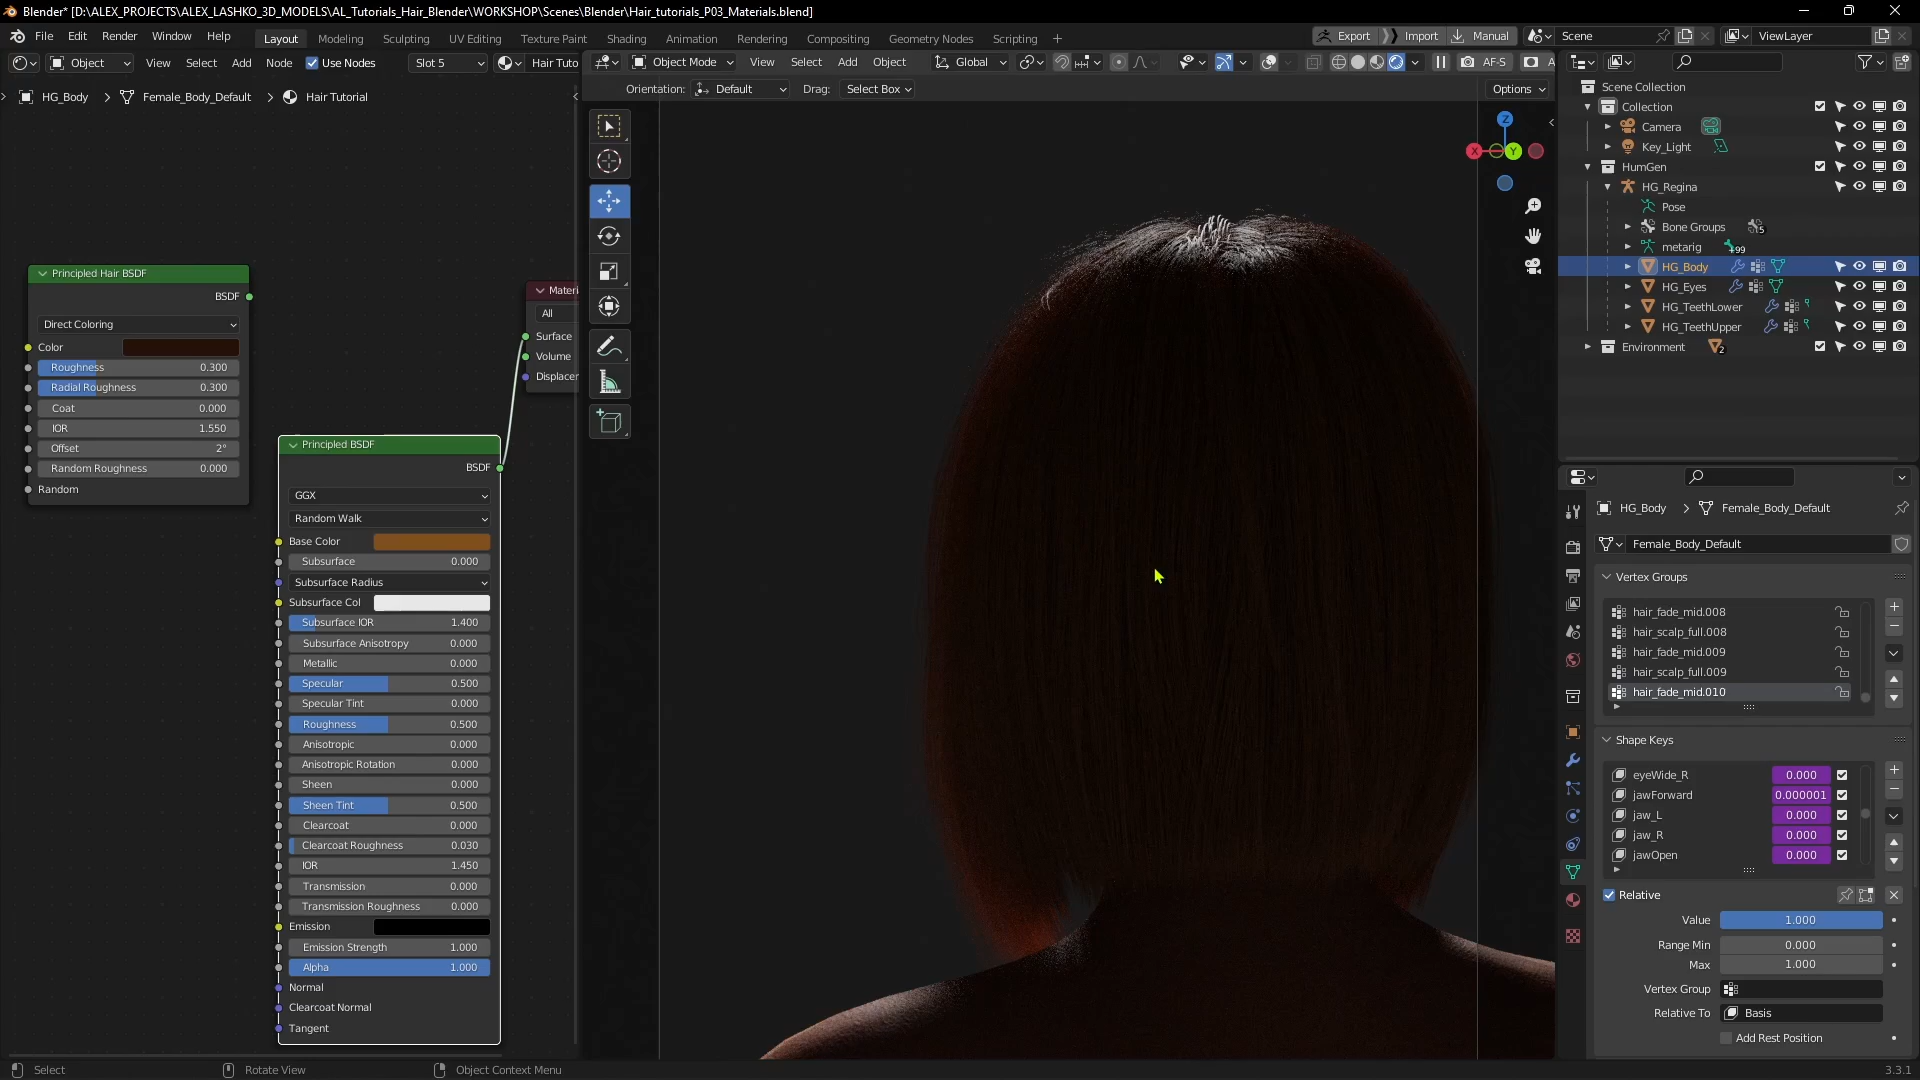 Blender* [D:\ALEX_PROJECTS\ALEX_LASHKO_3D_MODELS\AL_Tutorials_Hair_Blender\WORKSHOP\Scenes\Blender\Hair_tutorials_P03_Materials.blend]
File Edit Render Window Help Layout Modeling Sculpting UV Editing Texture Paint Shading Animation Rendering Compositing Geometry Nodes Scripting + Export Import Manual Scene ViewLayer
Object View Select Add Node Use Nodes Slot 5 Hair Tuto
Object Mode View Select Add Object Global AF-S A
Orientation: Default Drag: Select Box Options
HG_Body > Female_Body_Default > Hair Tutorial
Principled Hair BSDF
BSDF
Direct Coloring
Color
Roughness 0.300
Radial Roughness 0.300
Coat 0.000
IOR 1.550
Offset 2°
Random Roughness 0.000
Random
Materi
All
Surface
Volume
Displacer
Principled BSDF
BSDF
GGX
Random Walk
Base Color
Subsurface 0.000
Subsurface Radius
Subsurface Col
Subsurface IOR 1.400
Subsurface Anisotropy 0.000
Metallic 0.000
Specular 0.500
Specular Tint 0.000
Roughness 0.500
Anisotropic 0.000
Anisotropic Rotation 0.000
Sheen 0.000
Sheen Tint 0.500
Clearcoat 0.000
Clearcoat Roughness 0.030
IOR 1.450
Transmission 0.000
Transmission Roughness 0.000
Emission
Emission Strength 1.000
Alpha 1.000
Normal
Clearcoat Normal
Tangent
Z
X Y
Scene Collection
Collection
Camera
Key_Light
HumGen
HG_Regina
Pose
Bone Groups 5
metarig +99
HG_Body
HG_Eyes
HG_TeethLower
HG_TeethUpper
Environment 2
HG_Body > Female_Body_Default
Female_Body_Default
Vertex Groups
hair_fade_mid.008
hair_scalp_full.008
hair_fade_mid.009
hair_scalp_full.009
hair_fade_mid.010
Shape Keys
eyeWide_R 0.000
jawForward 0.000001
jaw_L 0.000
jaw_R 0.000
jawOpen 0.000
Relative
Value 1.000
Range Min 0.000
Max 1.000
Vertex Group
Relative To Basis
Add Rest Position
Select Rotate View Object Context Menu 3.3.1